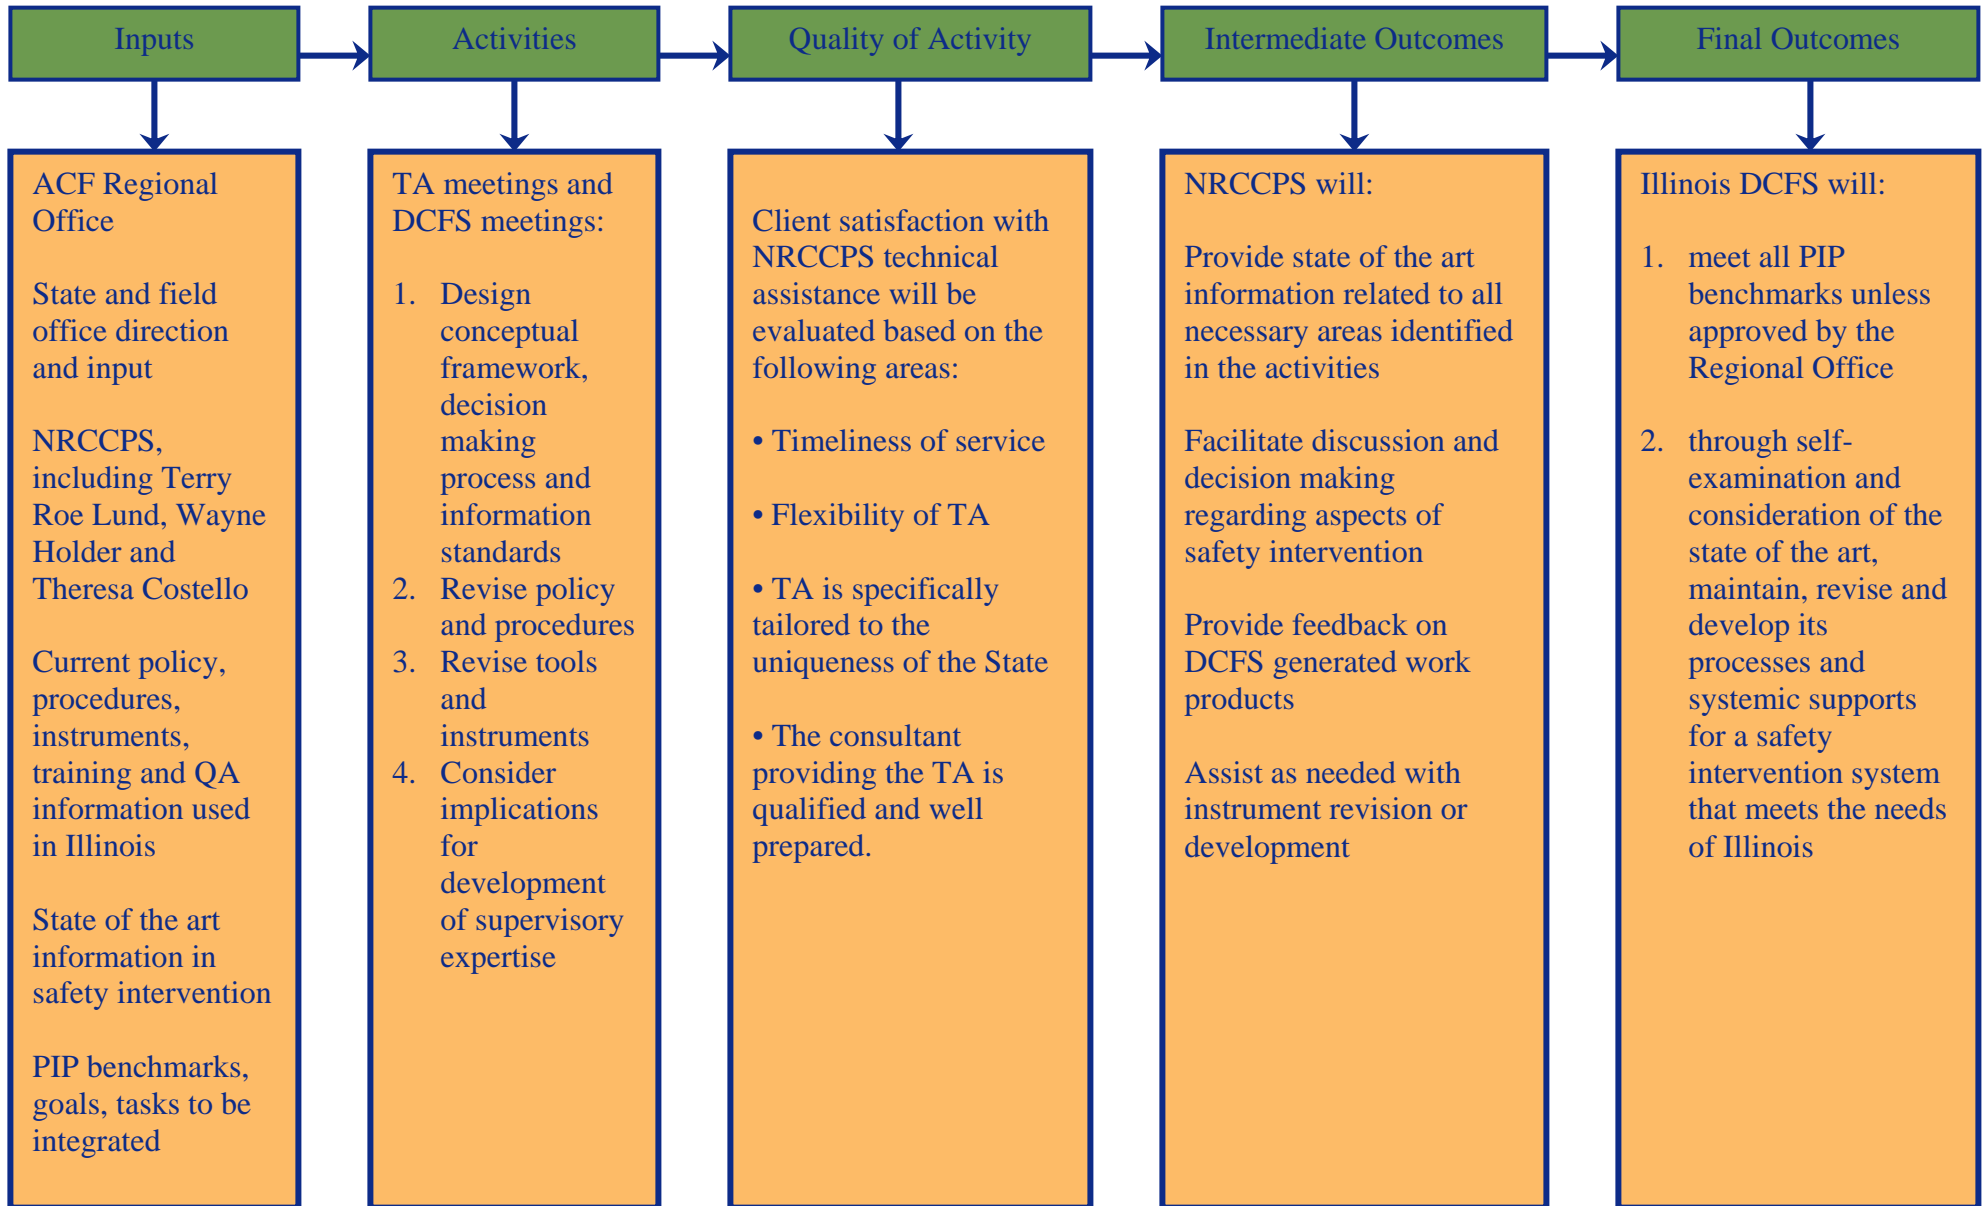 Inputs
Activities
Quality of Activity
Intermediate Outcomes
Final Outcomes
ACF Regional
Office
State and field
office direction
and input
NRCCPS,
including Terry
Roe Lund, Wayne
Holder and
Theresa Costello
Current policy,
procedures,
instruments,
training and QA
information used
in Illinois
State of the art
information in
safety intervention
PIP benchmarks,
goals, tasks to be
integrated
TA meetings and
DCFS meetings:
1. Design
conceptual
framework,
decision
making
process and
information
standards
2. Revise policy
and procedures
3. Revise tools
and
instruments
4. Consider
implications
for
development
of supervisory
expertise
Client satisfaction with
NRCCPS technical
assistance will be
evaluated based on the
following areas:
• Timeliness of service
• Flexibility of TA
• TA is specifically
tailored to the
uniqueness of the State
• The consultant
providing the TA is
qualified and well
prepared.
NRCCPS will:
Provide state of the art
information related to all
necessary areas identified
in the activities
Facilitate discussion and
decision making
regarding aspects of
safety intervention
Provide feedback on
DCFS generated work
products
Assist as needed with
instrument revision or
development
Illinois DCFS will:
1. meet all PIP
benchmarks unless
approved by the
Regional Office
2. through self-
examination and
consideration of the
state of the art,
maintain, revise and
develop its
processes and
systemic supports
for a safety
intervention system
that meets the needs
of Illinois